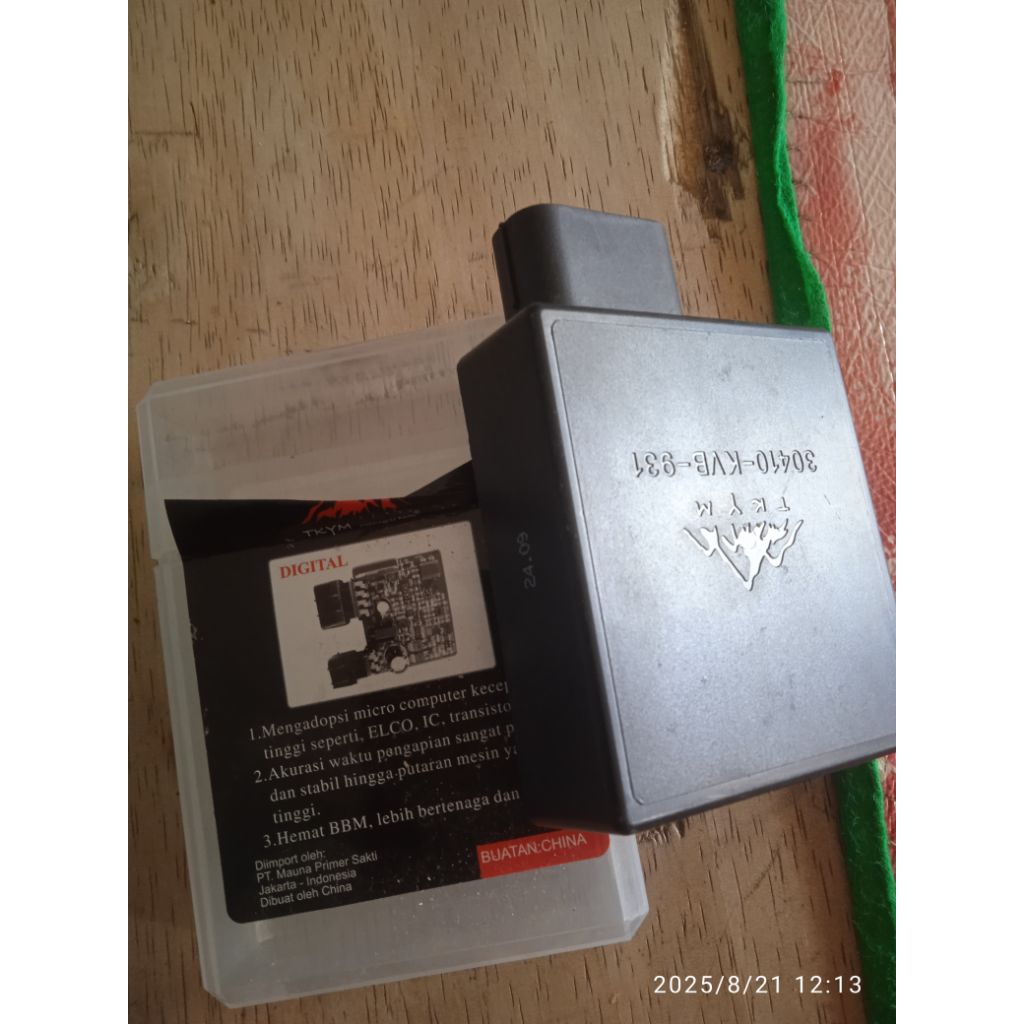 30410-KVB-931
TKYM
24.09
TKYM
DIGITAL
1.Mengadopsi micro computer
tinggi seperti, ELCO, IC,
2.Akurasi waktu pengapian sangat
dan stabil hingga putaran mesin
tinggi.
3.Hemat BBM, lebih bertenaga dan
Diimport oleh:
PT. Mauna Primer Sakti
Jakarta - Indonesia
Dibuat oleh China
BUATAN:CHINA
2025/8/21 12:13